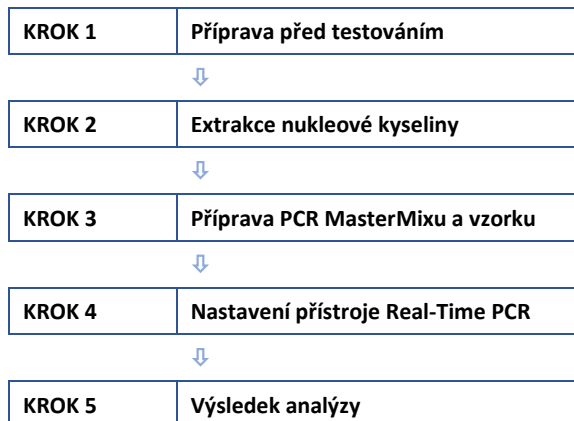 KROK 1 Příprava před testováním
⇩
KROK 2 Extrakce nukleové kyseliny
⇩
KROK 3 Příprava PCR MasterMixu a vzorku
⇩
KROK 4 Nastavení přístroje Real-Time PCR
⇩
KROK 5 Výsledek analýzy